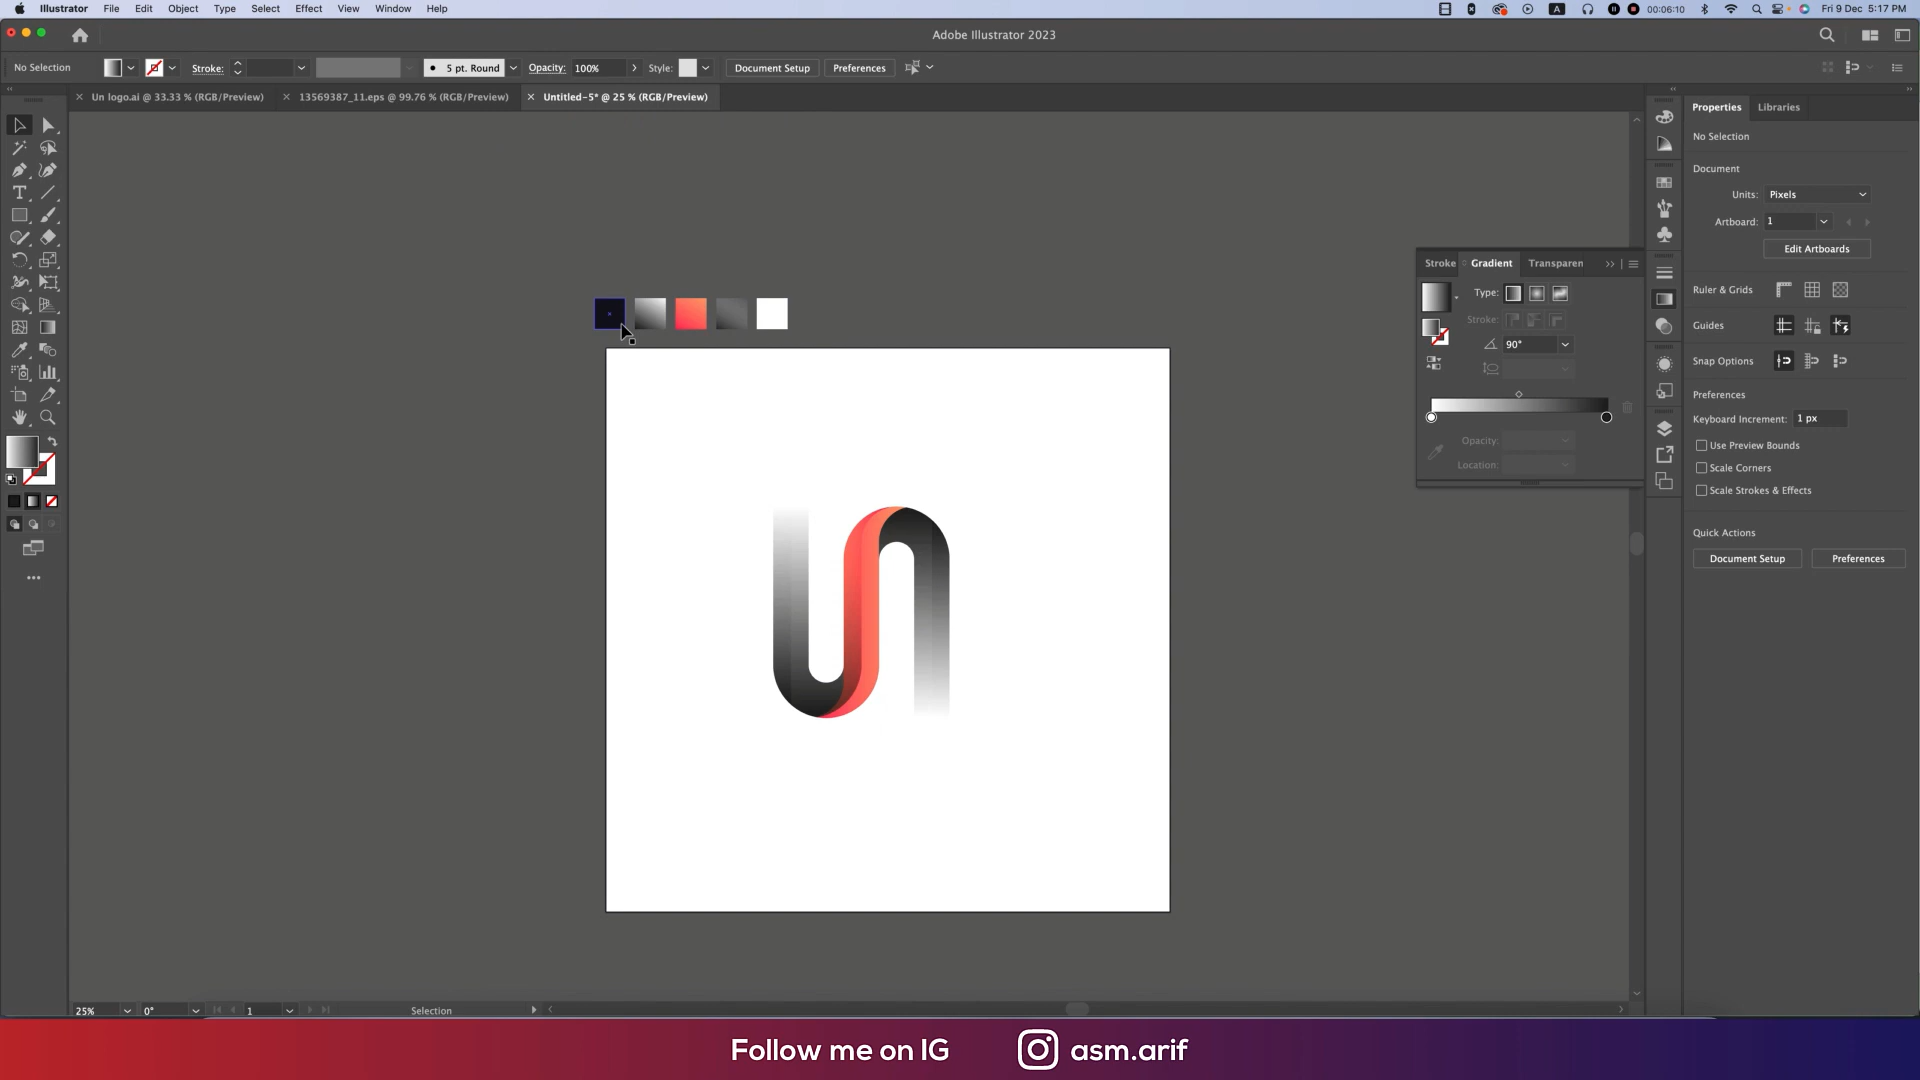 Illustrator File Edit Object Type Select Effect View Window Help
A 00:06:10 Fri 9 Dec 5:17 PM
Adobe Illustrator 2023
No Selection Stroke: 5 pt. Round Opacity: 100% Style: Document Setup Preferences
Un logo.ai @ 33.33 % (RGB/Preview) 13569387_11.eps @ 99.76 % (RGB/Preview) Untitled-5* @ 25 % (RGB/Preview)
Properties Libraries
No Selection
Document
Units: Pixels
Artboard: 1
Edit Artboards
Ruler & Grids
Guides
Snap Options
Preferences
Keyboard Increment: 1 px
Use Preview Bounds
Scale Corners
Scale Strokes & Effects
Quick Actions
Document Setup Preferences
Stroke Gradient Transparen
Type:
Stroke:
90°
Opacity:
Location:
25% 0° 1 Selection
Follow me on IG asm.arif